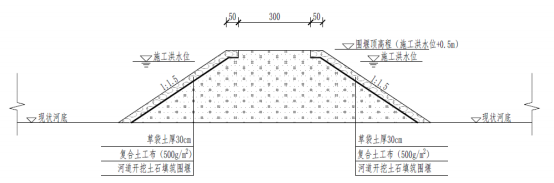 50 300 50
围堰顶高程（施工洪水位+0.5m）
施工洪水位 施工洪水位
1:1.5 1:1.5
现状河底 现状河底
草袋土厚30cm 草袋土厚30cm
复合土工布（500g/m²） 复合土工布（500g/m²）
河道开挖土石填筑围堰 河道开挖土石填筑围堰